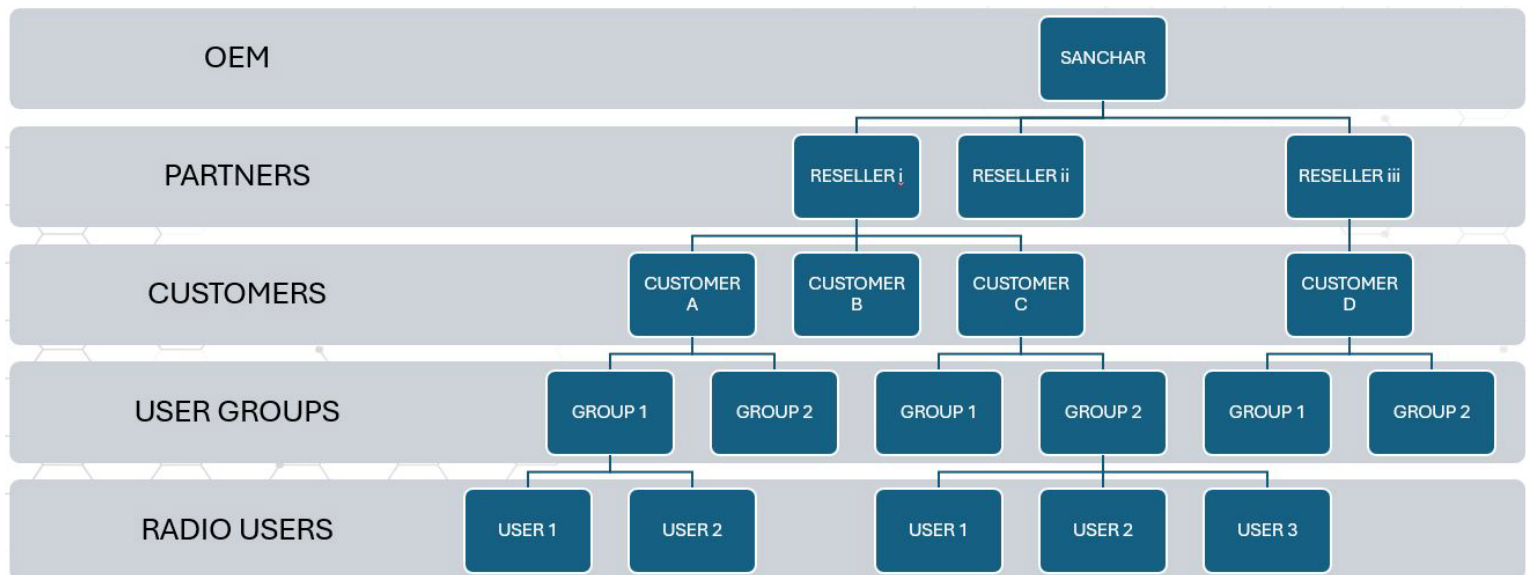 OEM
SANCHAR
PARTNERS
RESELLER i
RESELLER ii
RESELLER iii
CUSTOMERS
CUSTOMER
A
CUSTOMER
B
CUSTOMER
C
CUSTOMER
D
USER GROUPS
GROUP 1
GROUP 2
GROUP 1
GROUP 2
GROUP 1
GROUP 2
RADIO USERS
USER 1
USER 2
USER 1
USER 2
USER 3